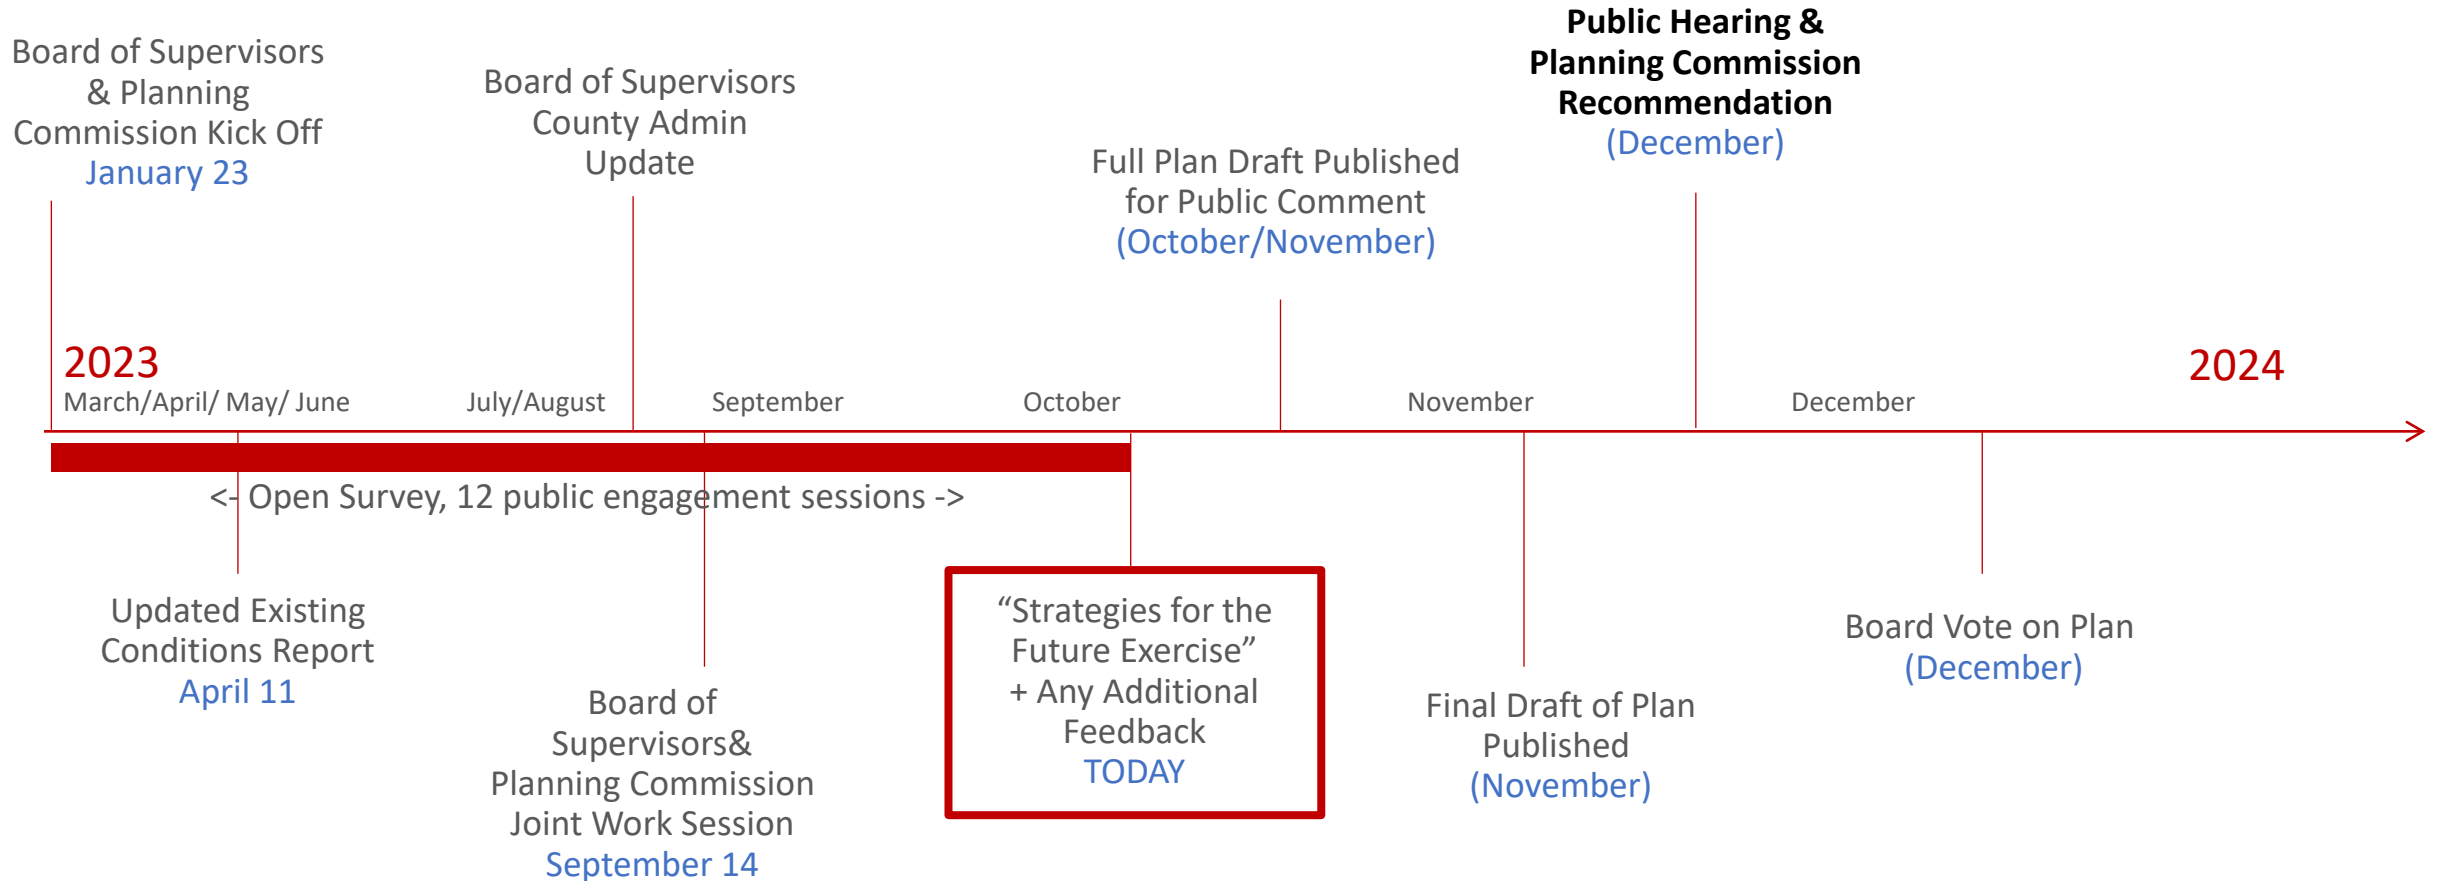 Board of Supervisors
& Planning
Commission Kick Off
January 23
Board of Supervisors
County Admin
Update
Full Plan Draft Published
for Public Comment
(October/November)
Public Hearing &
Planning Commission
Recommendation
(December)
2023
2024
March/April/ May/ June
July/August
September
October
November
December
<- Open Survey, 12 public engagement sessions ->
Updated Existing
Conditions Report
April 11
Board of
Supervisors&
Planning Commission
Joint Work Session
September 14
“Strategies for the
Future Exercise”
+ Any Additional
Feedback
TODAY
Final Draft of Plan
Published
(November)
Board Vote on Plan
(December)